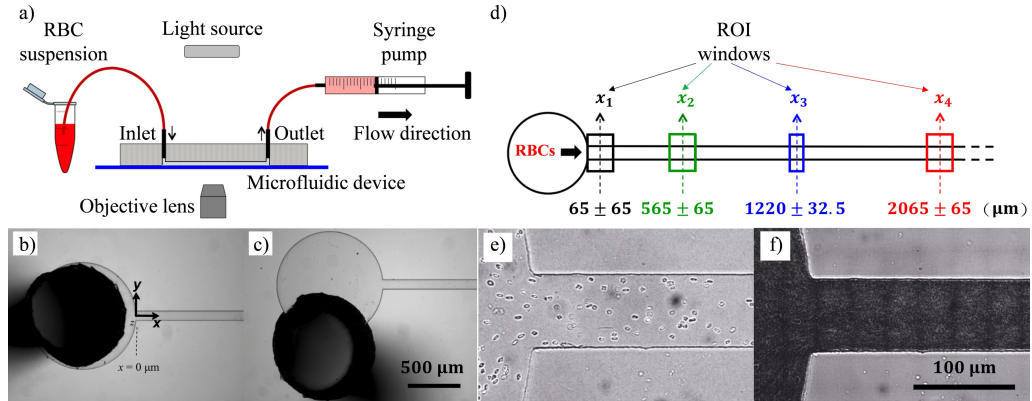 a)
RBC
suspension
Light source
Syringe
pump
Inlet
Outlet
Flow direction
Microfluidic device
Objective lens
d)
ROI
windows
x₁ x₂ x₃ x₄
RBCs
65 ± 65 565 ± 65 1220 ± 32.5 2065 ± 65 (μm)
b)
y
x
z
x = 0 μm
c)
500 μm
e)
f)
100 μm